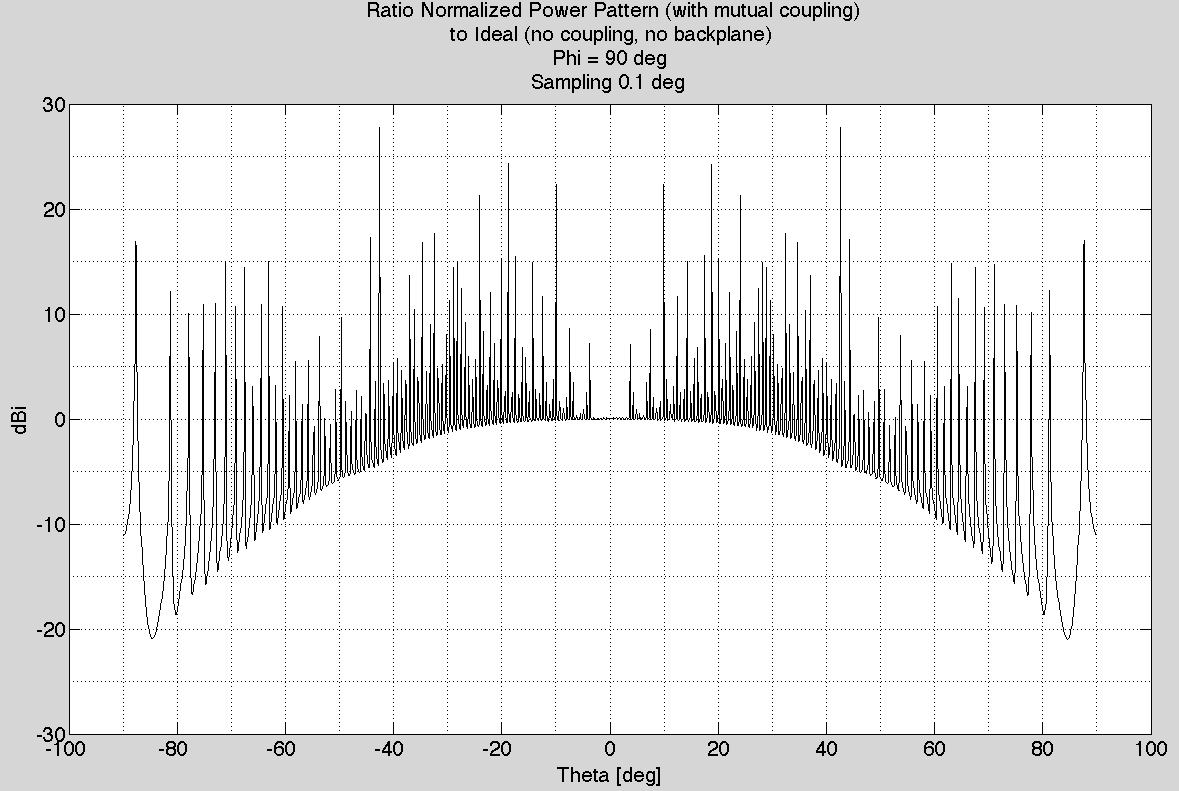 Ratio Normalized Power Pattern (with mutual coupling)
to Ideal (no coupling, no backplane)
Phi = 90 deg
Sampling 0.1 deg
30
20
10
0
-10
-20
-30
dBi
-100 -80 -60 -40 -20 0 20 40 60 80 100
Theta [deg]